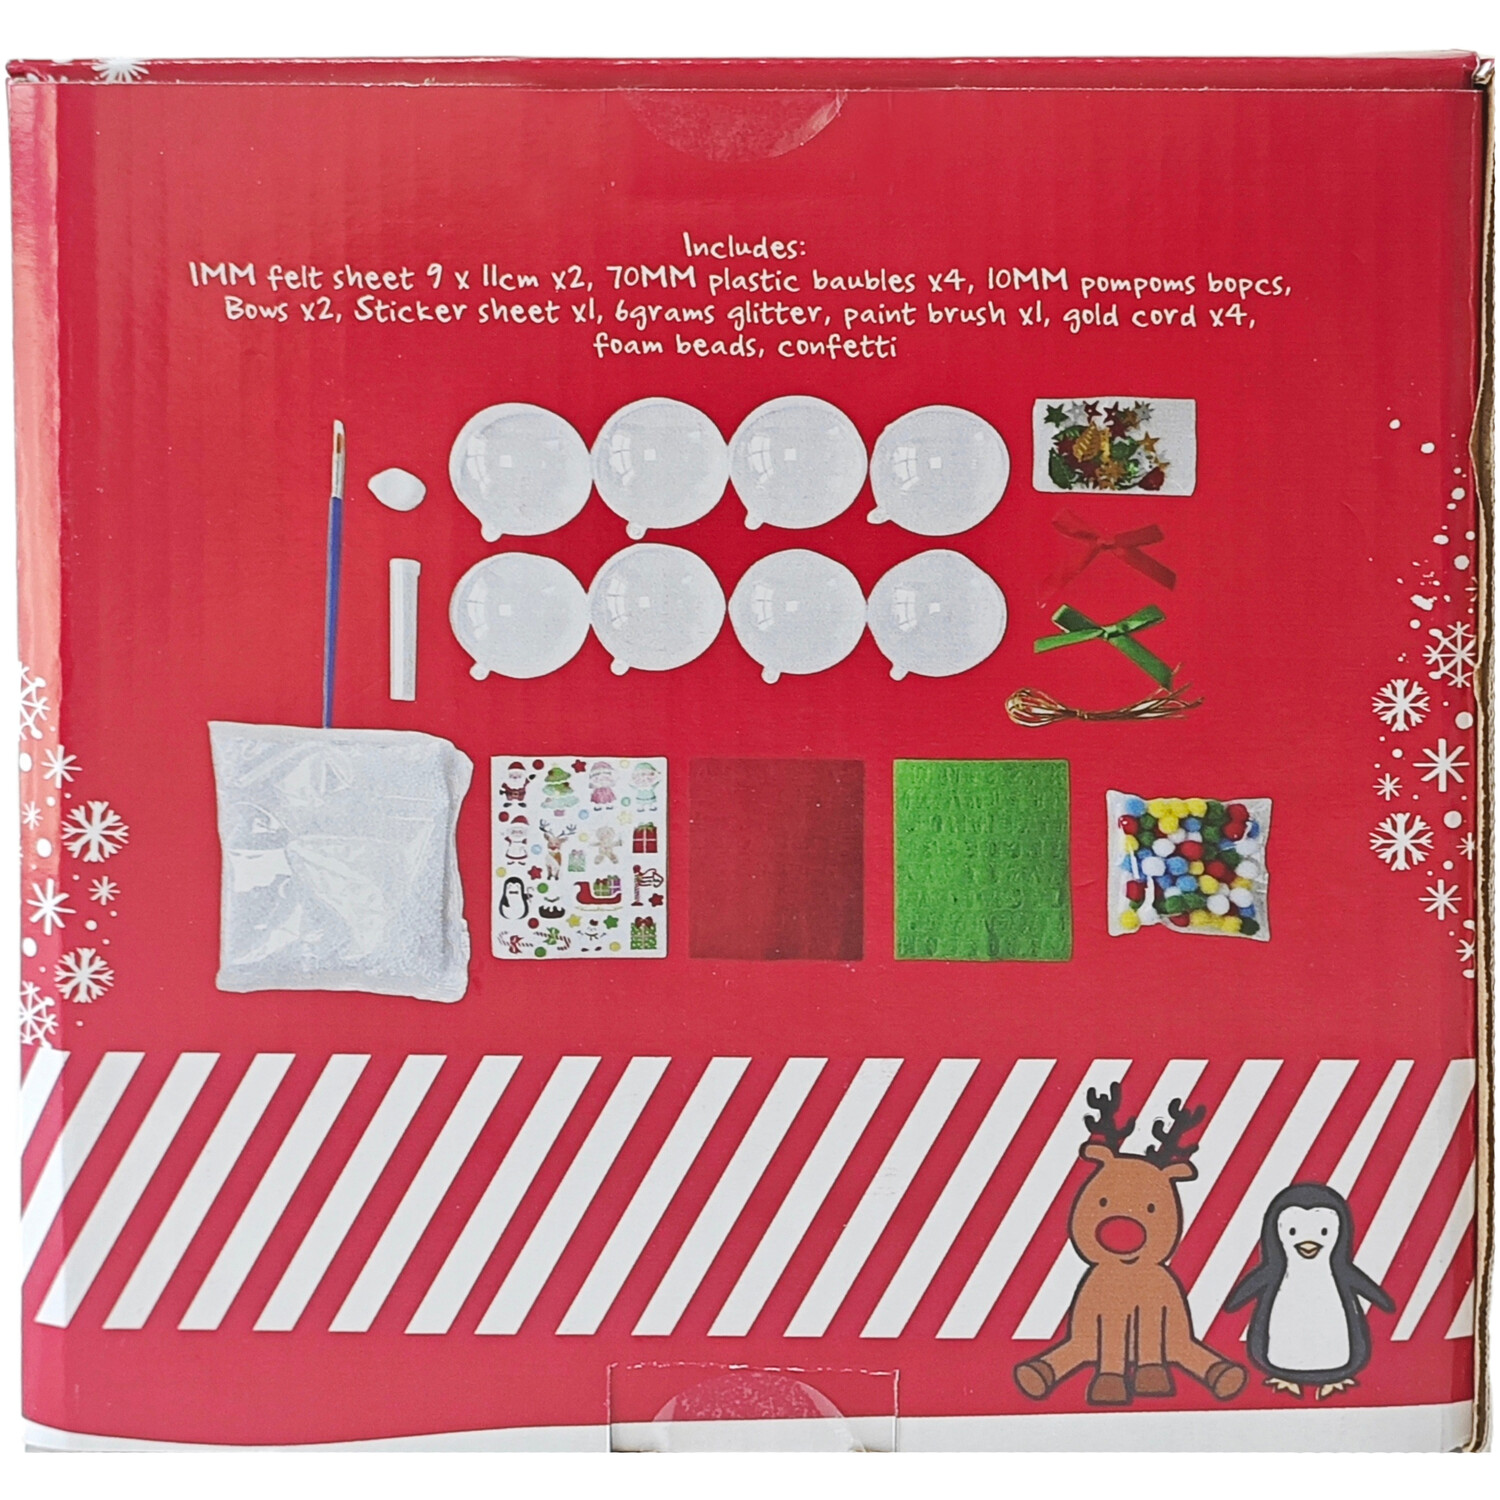 Includes:
1MM felt sheet 9 x 11cm x2, 70MM plastic baubles x4, 10MM pompoms 60pcs,
Bows x2, Sticker sheet x1, 6grams glitter, paint brush x1, gold cord x4,
foam beads, confetti